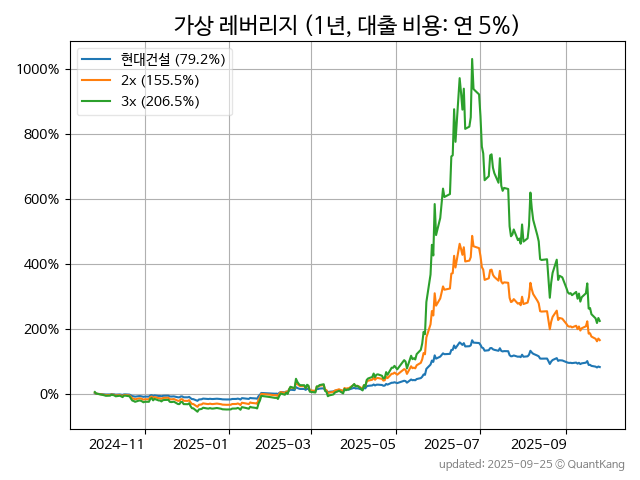 가상 레버리지 (1년, 대출 비용: 연 5%)
현대건설 (79.2%)
2x (155.5%)
3x (206.5%)
1000%
800%
600%
400%
200%
0%
2024-11
2025-01
2025-03
2025-05
2025-07
2025-09
updated: 2025-09-25 © QuantKang